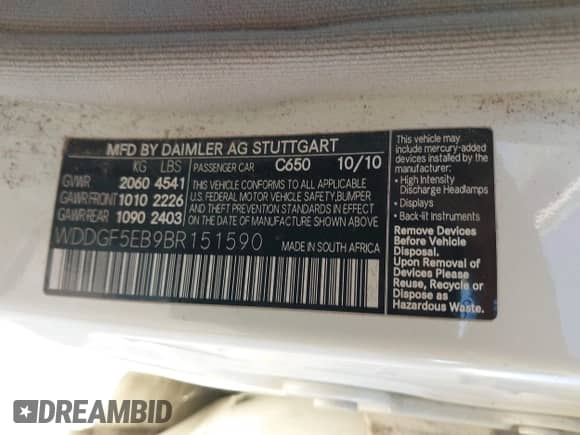 MFD BY DAIMLER AG STUTTGART
KG LBS
GVWR 2060 4541
GAWR FRONT 1010 2226
GAWR REAR 1090 2403
PASSENGER CAR C650 10/10
THIS VEHICLE CONFORMS TO ALL APPLICABLE
U.S. FEDERAL MOTOR VEHICLE SAFETY, BUMPER
AND THEFT PREVENTION STANDARDS IN EFFECT
ON THE DATE OF MANUFACTURE SHOWN ABOVE
WDDGF5EB9BR151590
MADE IN SOUTH AFRICA
This vehicle may
include mercury-added
devices installed by the
manufacturer:
• High Intensity
Discharge Headlamps
• Displays
• Back-lit instruments
Remove Devices
Before Vehicle
Disposal.
Upon Removal
of Devices Please
Reuse, Recycle or
Dispose as
Hazardous Waste.
DREAMBID